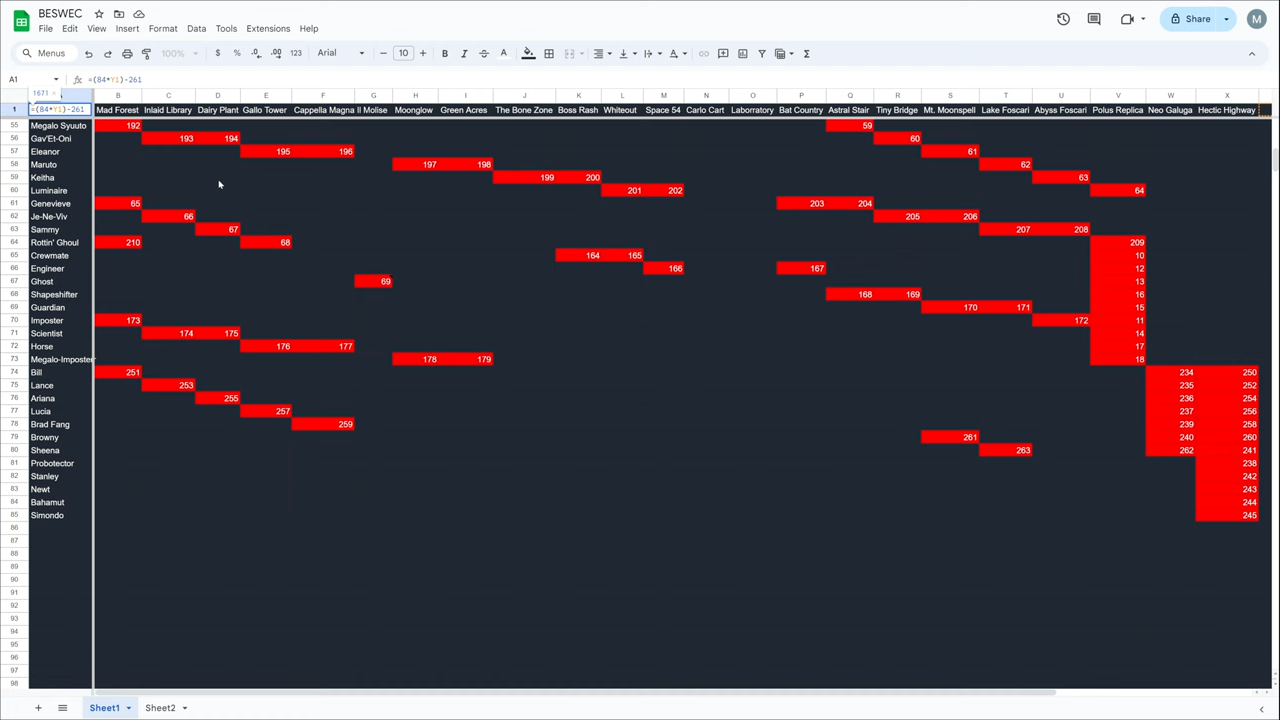 BESWEC
File Edit View Insert Format Data Tools Extensions Help
Share
M
Menus 100% $ % 123 Arial 10 B I A
A1 fx =(84*Y1)-261
1671 ×
B C D E F G H I J K L M N O P Q R S T U V W X
1 =(84*Y1)-261 Mad Forest Inlaid Library Dairy Plant Gallo Tower Cappella Magna Il Molise Moonglow Green Acres The Bone Zone Boss Rash Whiteout Space 54 Carlo Cart Laborratory Bat Country Astral Stair Tiny Bridge Mt. Moonspell Lake Foscari Abyss Foscari Polus Replica Neo Galuga Hectic Highway
55 Megalo Syuuto 192 59
56 Gav'Et-Oni 193 194 60
57 Eleanor 195 196 61
58 Maruto 197 198 62
59 Keitha 199 200 63
60 Luminaire 201 202 64
61 Genevieve 65 203 204
62 Je-Ne-Viv 66 205 206
63 Sammy 67 207 208
64 Rottin' Ghoul 210 68 209
65 Crewmate 164 165 10
66 Engineer 166 167 12
67 Ghost 69 13
68 Shapeshifter 168 169 16
69 Guardian 170 171 15
70 Imposter 173 172 11
71 Scientist 174 175 14
72 Horse 176 177 17
73 Megalo-Imposter 178 179 18
74 Bill 251 234 250
75 Lance 253 235 252
76 Ariana 255 236 254
77 Lucia 257 237 256
78 Brad Fang 259 239 258
79 Browny 261 240 260
80 Sheena 263 262 241
81 Probotector 238
82 Stanley 242
83 Newt 243
84 Bahamut 244
85 Simondo 245
86
87
88
89
90
91
92
93
94
95
96
97
98
Sheet1 Sheet2